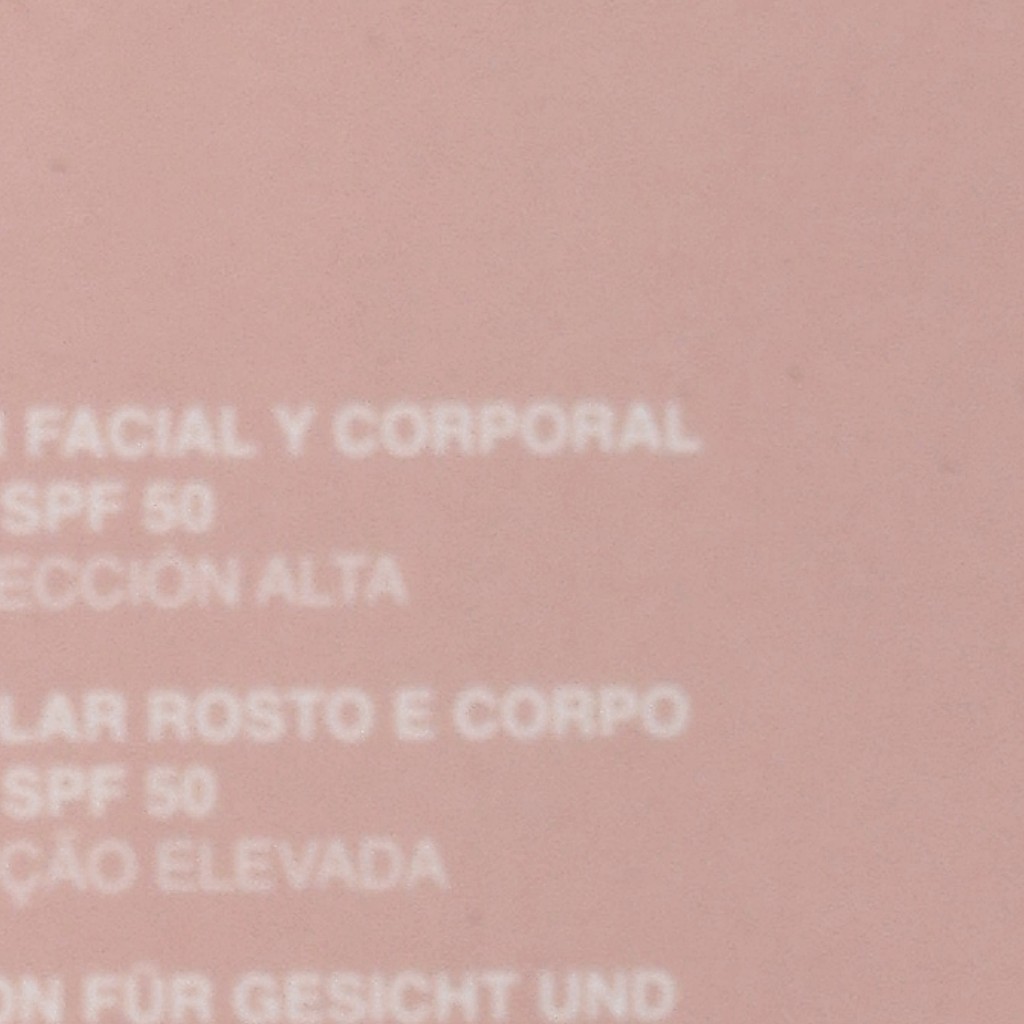 FACIAL Y CORPORAL
SPF 50
ECCIÓN ALTA
LAR ROSTO E CORPO
SPF 50
ÇÃO ELEVADA
ON FÜR GESICHT UND